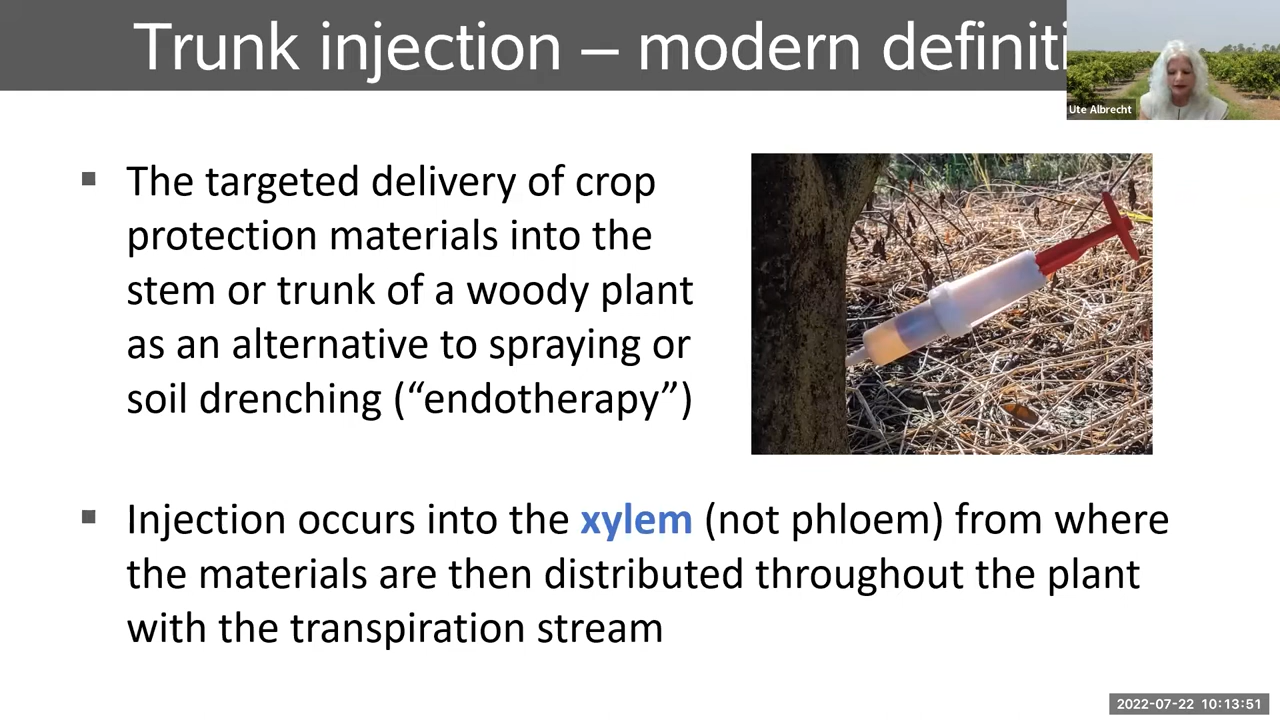 Trunk injection – modern definiti
Ute Albrecht
▪ The targeted delivery of crop
protection materials into the
stem or trunk of a woody plant
as an alternative to spraying or
soil drenching (“endotherapy”)
▪ Injection occurs into the xylem (not phloem) from where
the materials are then distributed throughout the plant
with the transpiration stream
2022-07-22 10:13:51